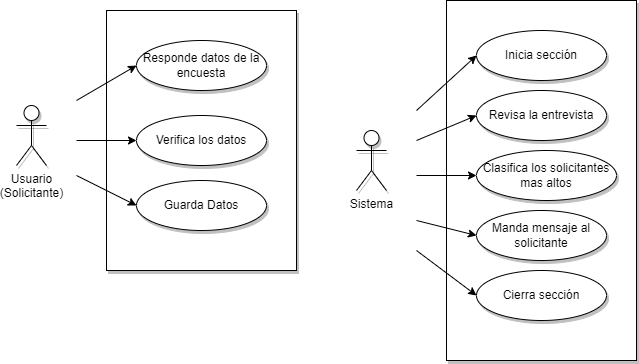 Responde datos de la
encuesta
Verifica los datos
Guarda Datos
Usuario
(Solicitante)
Inicia sección
Revisa la entrevista
Clasifica los solicitantes
mas altos
Manda mensaje al
solicitante
Cierra sección
Sistema